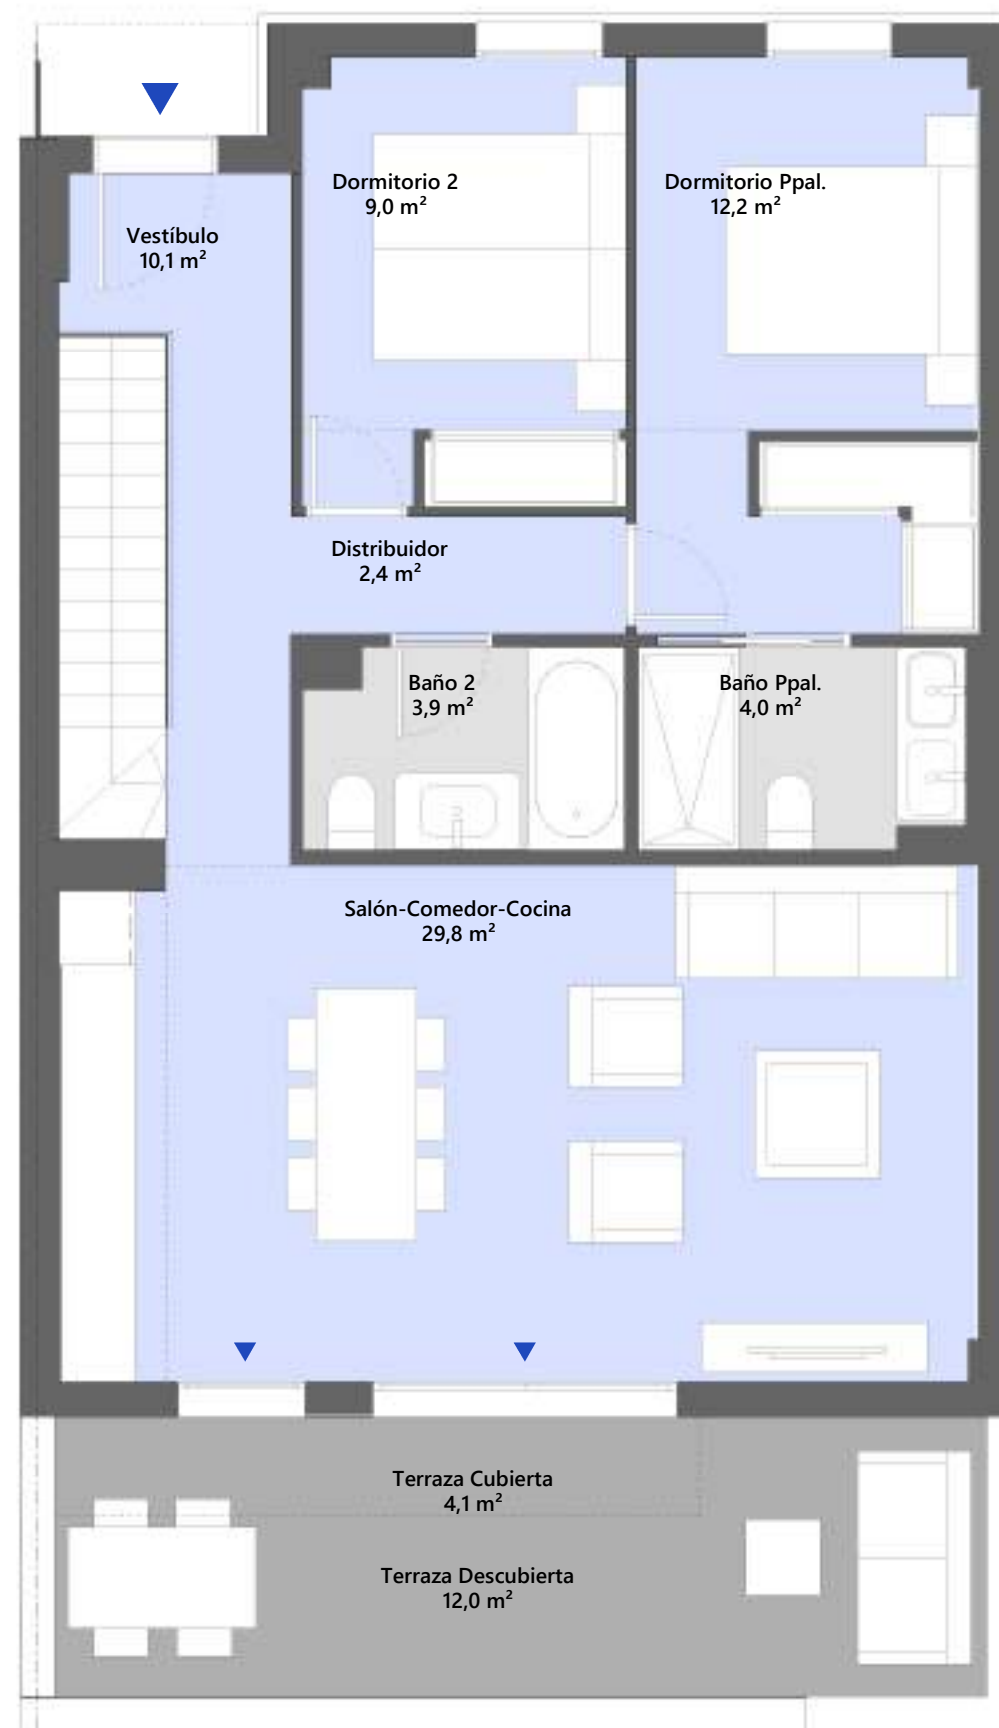 Dormitorio 2
9,0 m²
Dormitorio Ppal.
12,2 m²
Vestíbulo
10,1 m²
Distribuidor
2,4 m²
Baño 2
3,9 m²
Baño Ppal.
4,0 m²
Salón-Comedor-Cocina
29,8 m²
Terraza Cubierta
4,1 m²
Terraza Descubierta
12,0 m²